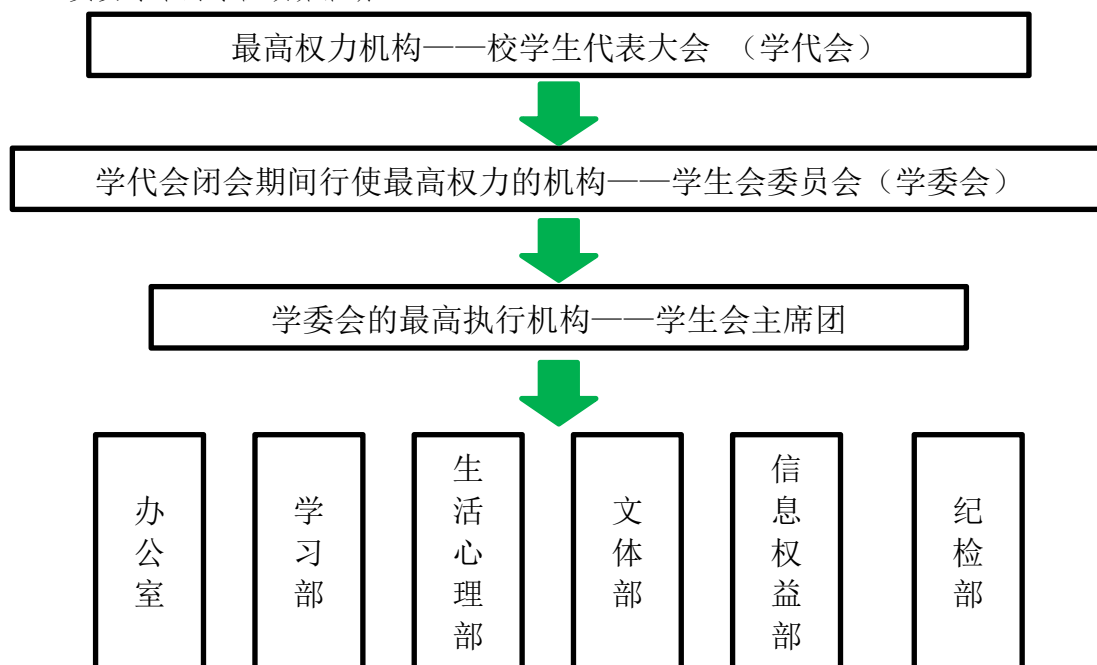 最高权力机构——校学生代表大会 （学代会）
学代会闭会期间行使最高权力的机构——学生会委员会（学委会）
学委会的最高执行机构——学生会主席团
办公室
学习部
生活心理部
文体部
信息权益部
纪检部